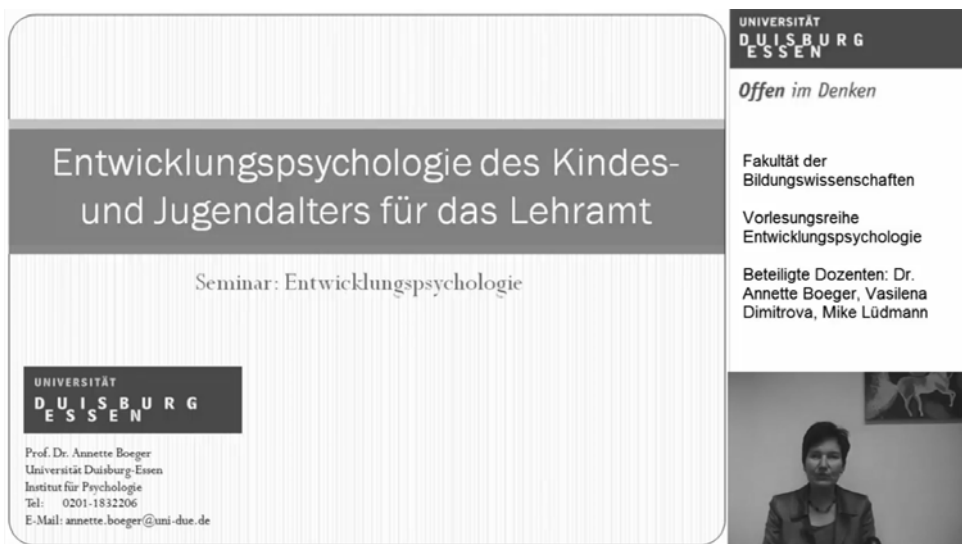 Entwicklungspsychologie des Kindes-
und Jugendalters für das Lehramt
Seminar: Entwicklungspsychologie
UNIVERSITÄT
DUISBURG
ESSEN
Prof. Dr. Annette Boeger
Universität Duisburg-Essen
Institut für Psychologie
Tel: 0201-1832206
E-Mail: annette.boeger@uni-due.de
UNIVERSITÄT
DUISBURG
ESSEN
Offen im Denken
Fakultät der
Bildungswissenschaften
Vorlesungsreihe
Entwicklungspsychologie
Beteiligte Dozenten: Dr.
Annette Boeger, Vasilena
Dimitrova, Mike Lüdmann